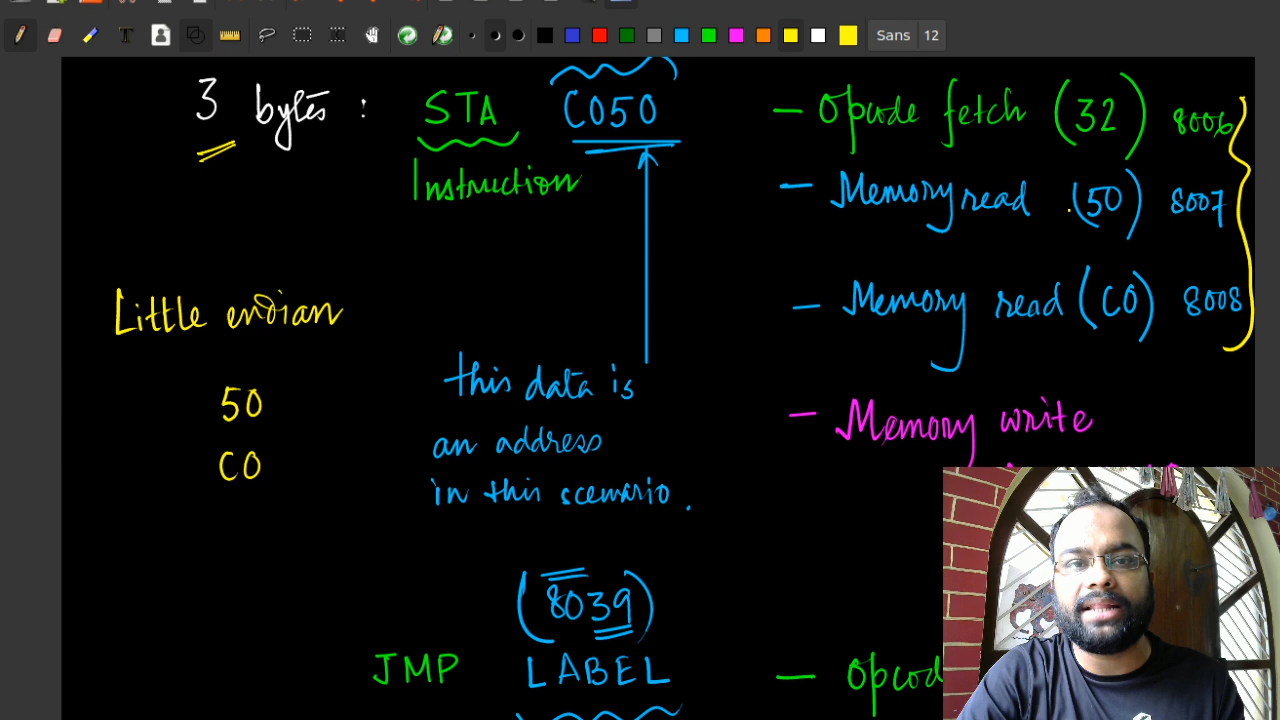 Sans 12
3 bytes : STA C050 — Opcode fetch (32) 8006
Instruction — Memory read (50) 8007
Little endian — Memory read (C0) 8008
50 this data is — Memory write
an address
C0 in this scenario.
(8039)
JMP LABEL — Opcod